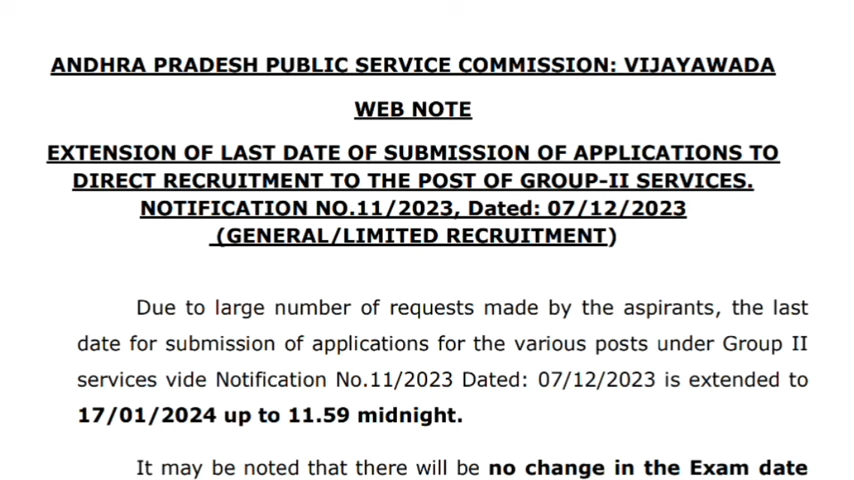 ANDHRA PRADESH PUBLIC SERVICE COMMISSION: VIJAYAWADA
WEB NOTE
EXTENSION OF LAST DATE OF SUBMISSION OF APPLICATIONS TO
DIRECT RECRUITMENT TO THE POST OF GROUP-II SERVICES.
NOTIFICATION NO.11/2023, Dated: 07/12/2023
(GENERAL/LIMITED RECRUITMENT)
Due to large number of requests made by the aspirants, the last
date for submission of applications for the various posts under Group II
services vide Notification No.11/2023 Dated: 07/12/2023 is extended to
17/01/2024 up to 11.59 midnight.
It may be noted that there will be no change in the Exam date